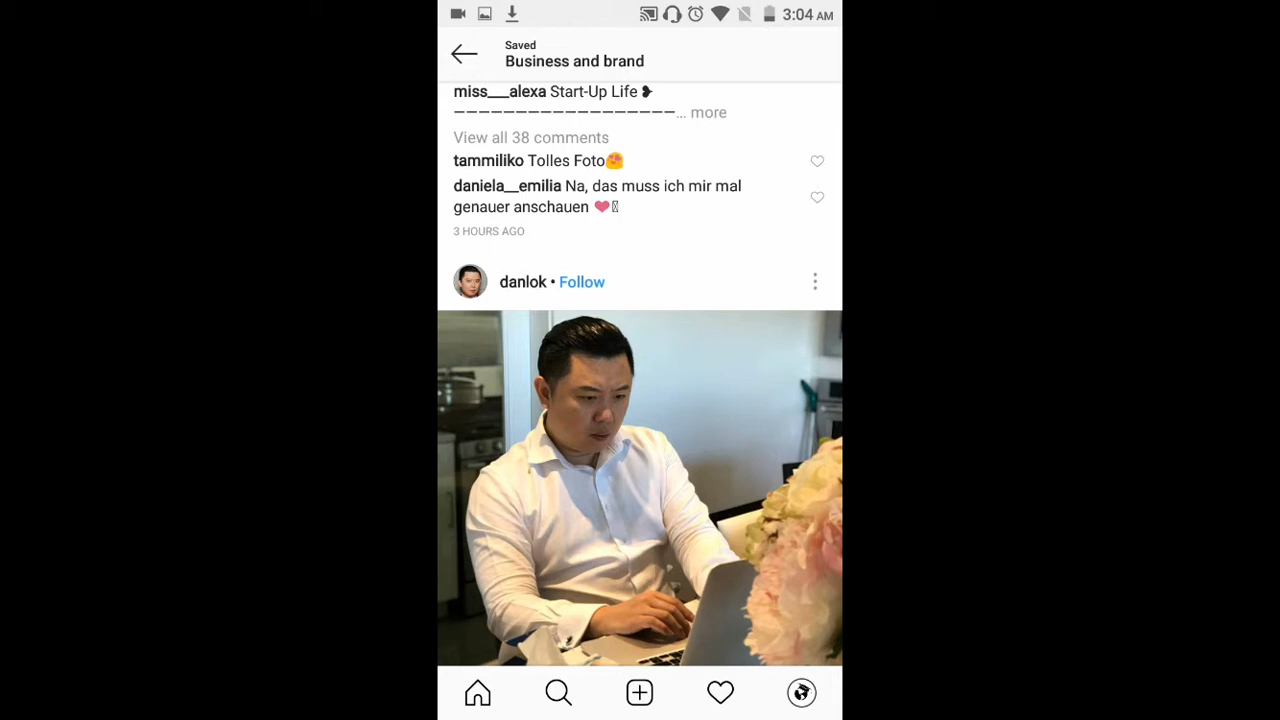 3:04 AM
Saved
Business and brand
miss___alexa Start-Up Life ❥
—————————————————... more
View all 38 comments
tammiliko Tolles Foto😍
daniela__emilia Na, das muss ich mir mal
genauer anschauen ❤
3 HOURS AGO
danlok • Follow